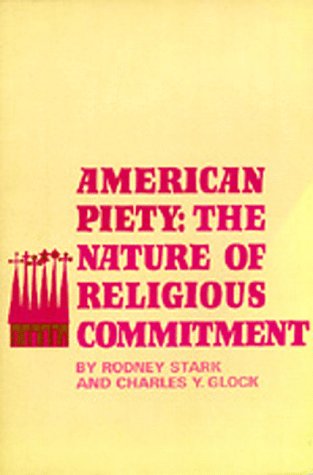 AMERICAN
PIETY: THE
NATURE OF
RELIGIOUS
COMMITMENT
BY RODNEY STARK
AND CHARLES Y. GLOCK